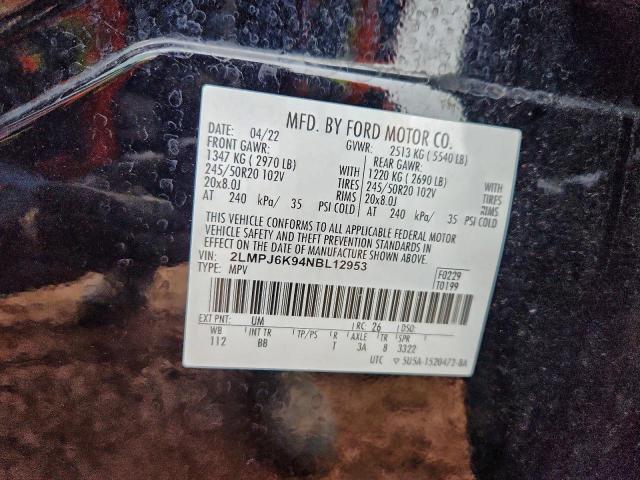 MFD. BY FORD MOTOR CO.
DATE: 04/22 GVWR: 2513 KG ( 5540 LB)
FRONT GAWR: REAR GAWR:
1347 KG ( 2970 LB) WITH 1220 KG ( 2690 LB) WITH
245/50R20 102V TIRES 245/50R20 102V TIRES
20x8.0J RIMS 20x8.0J RIMS
AT 240 kPa/ 35 PSI COLD AT 240 kPa/ 35 PSI COLD
THIS VEHICLE CONFORMS TO ALL APPLICABLE FEDERAL MOTOR
VEHICLE SAFETY AND THEFT PREVENTION STANDARDS IN
EFFECT ON THE DATE OF MANUFACTURE SHOWN ABOVE.
VIN: 2LMPJ6K94NBL12953 F0229
TYPE: MPV T0199
EXT PNT: UM RC: 26 DSO:
WB INT TR TP/PS R AXLE TR SPR
112 BB T 3A 8 3322
UTC ▽ 5U5A-1520472-BA